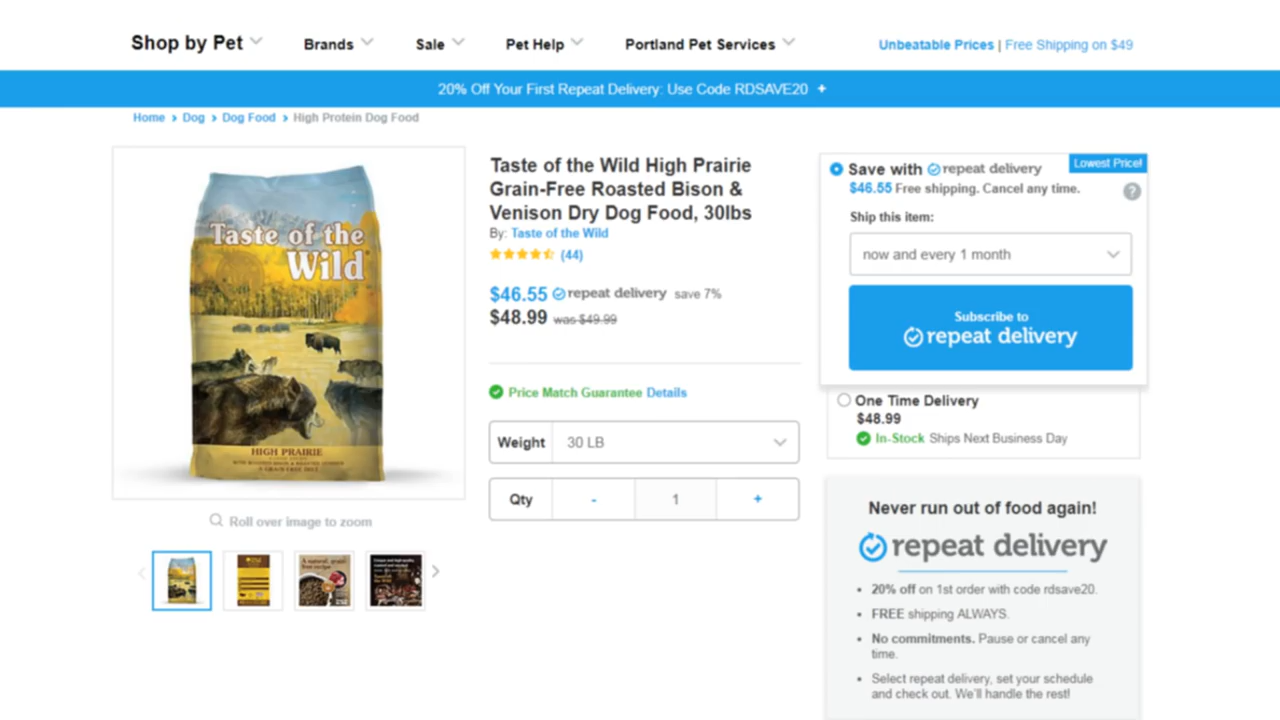 Shop by Pet
Brands
Sale
Pet Help
Portland Pet Services
Unbeatable Prices | Free Shipping on $49
20% Off Your First Repeat Delivery: Use Code RDSAVE20 +
Home > Dog > Dog Food > High Protein Dog Food
Taste of the
Wild
HIGH PRAIRIE
Roll over image to zoom
Taste of the Wild High Prairie
Grain-Free Roasted Bison &
Venison Dry Dog Food, 30lbs
By: Taste of the Wild
(44)
$46.55 repeat delivery save 7%
$48.99 was $49.99
Price Match Guarantee Details
Weight 30 LB
Qty - 1 +
Lowest Price!
Save with repeat delivery
$46.55 Free shipping. Cancel any time.
?
Ship this item:
now and every 1 month
Subscribe to
repeat delivery
One Time Delivery
$48.99
In-Stock Ships Next Business Day
Never run out of food again!
repeat delivery
• 20% off on 1st order with code rdsave20.
• FREE shipping ALWAYS.
• No commitments. Pause or cancel any
time.
• Select repeat delivery, set your schedule
and check out. We'll handle the rest!